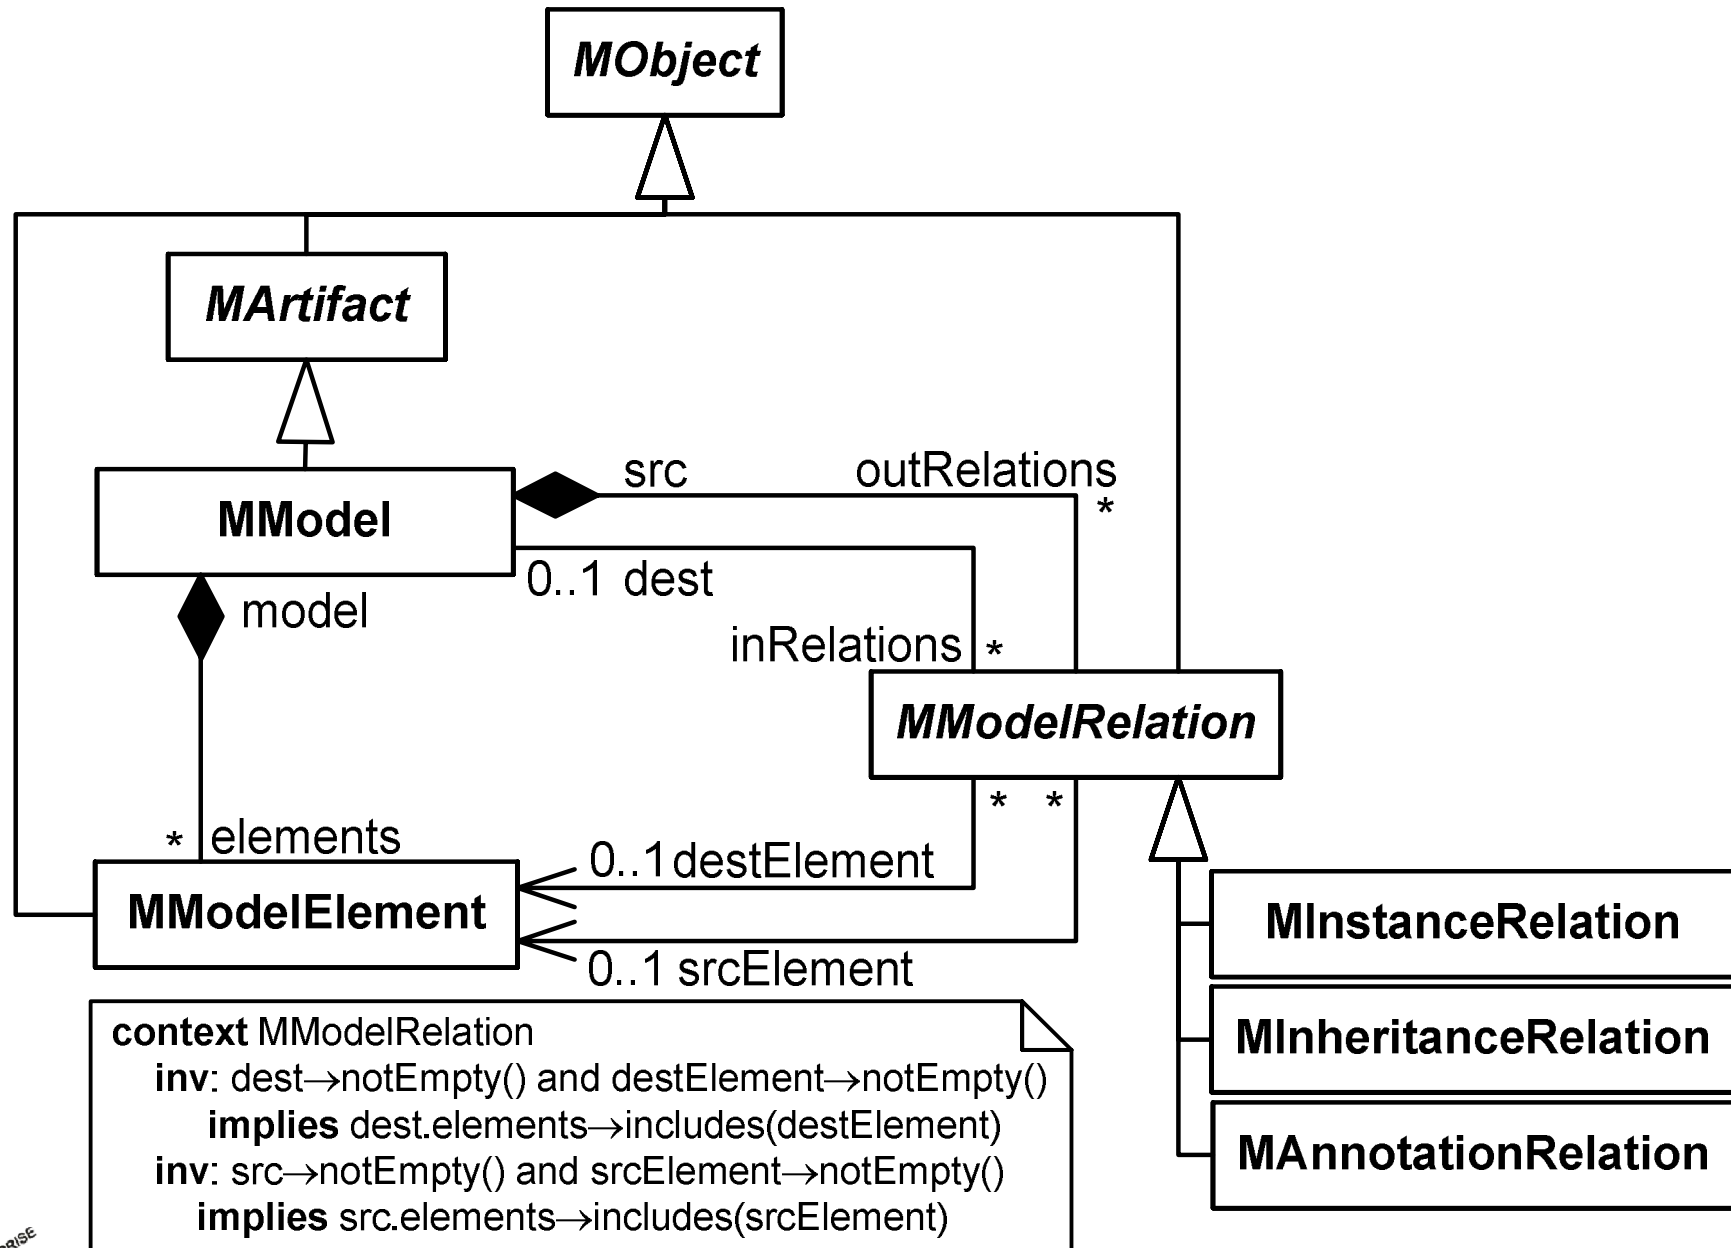 MObject
MArtifact
MModel
src
outRelations
*
0..1 dest
model
inRelations *
MModelRelation
* *
* elements
0..1 destElement
MModelElement
0..1 srcElement
MInstanceRelation
MInheritanceRelation
MAnnotationRelation
context MModelRelation
inv: dest→notEmpty() and destElement→notEmpty()
implies dest.elements→includes(destElement)
inv: src→notEmpty() and srcElement→notEmpty()
implies src.elements→includes(srcElement)